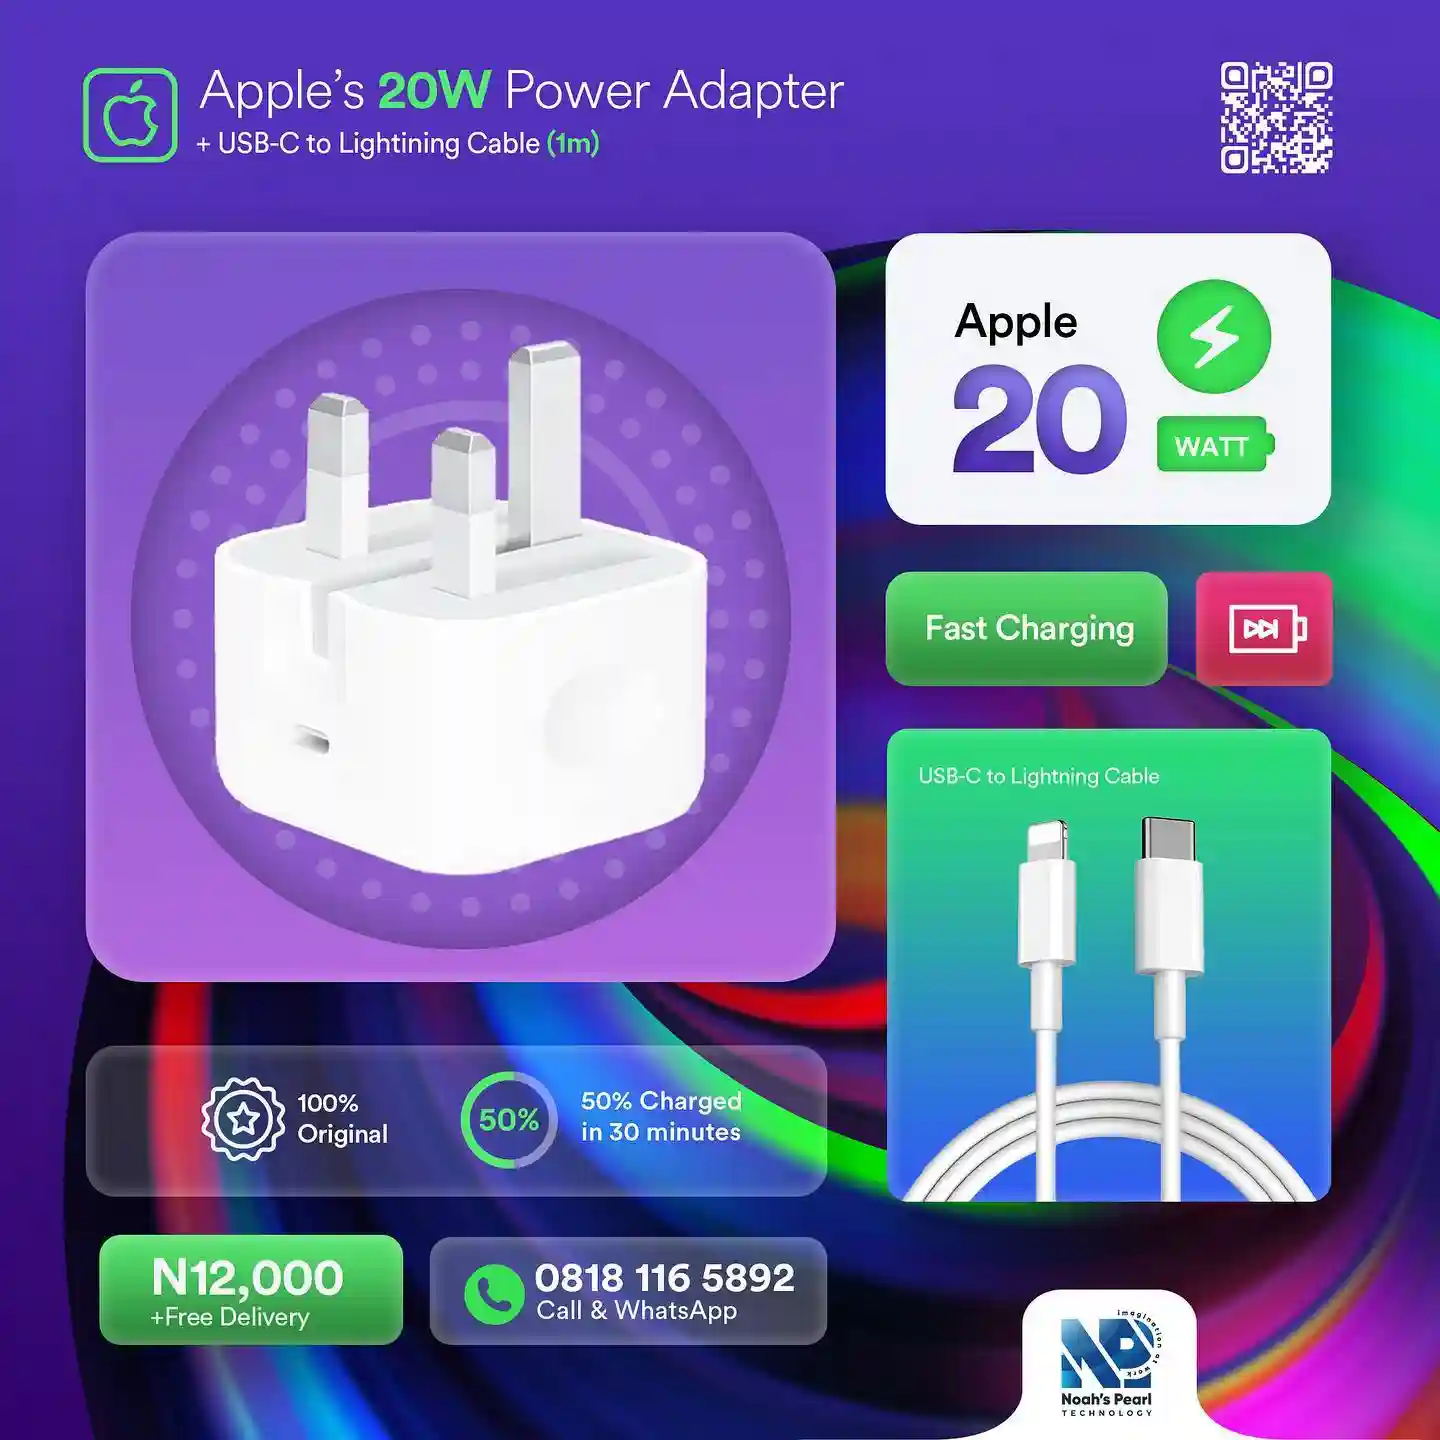 Apple's 20W Power Adapter
+ USB-C to Lightining Cable (1m)
Apple
20
WATT
Fast Charging
USB-C to Lightning Cable
100%
Original
50%
50% Charged
in 30 minutes
N12,000
+Free Delivery
0818 116 5892
Call & WhatsApp
imagination at work
NP
Noah's Pearl
TECHNOLOGY